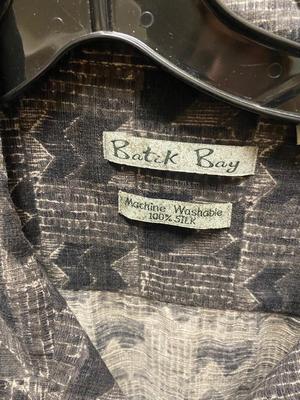 Batik Bay
Machine Washable
100% SILK